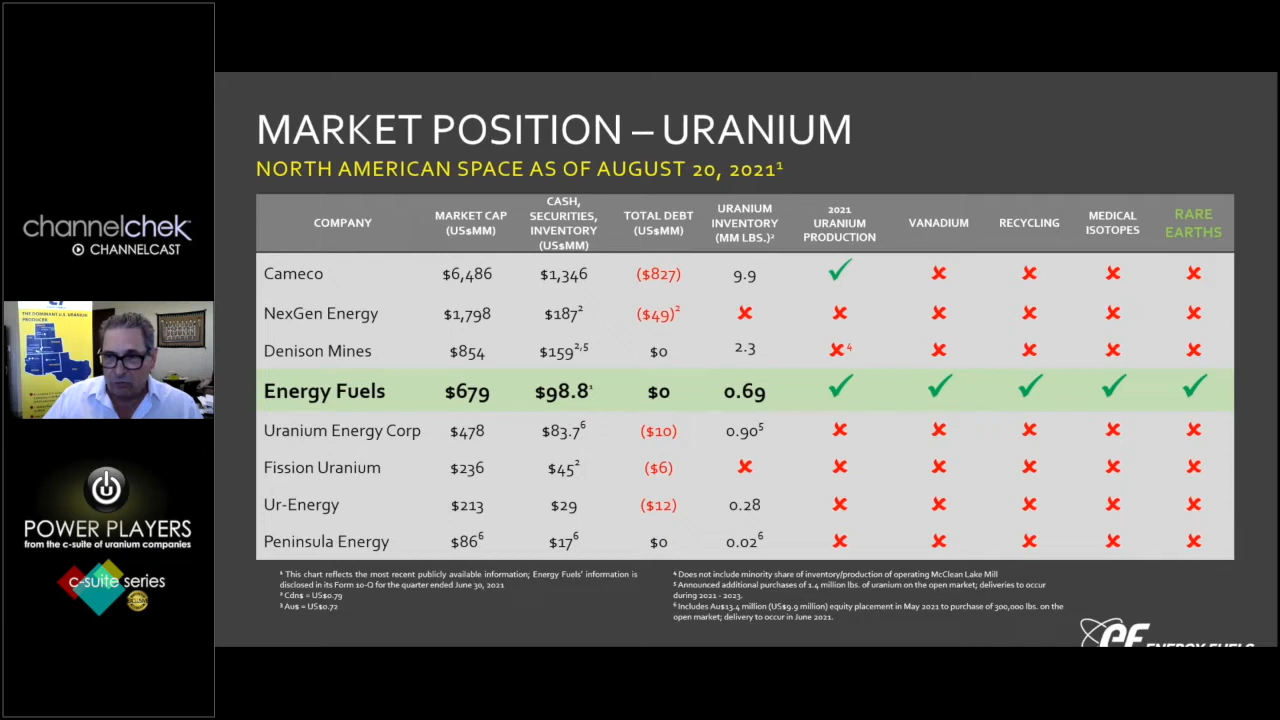 channelchek
CHANNELCAST
THE DOMINANT U.S. URANIUM
PRODUCER
POWER PLAYERS
from the c-suite of uranium companies
c-suite series
MARKET POSITION – URANIUM
NORTH AMERICAN SPACE AS OF AUGUST 20, 2021¹
COMPANY MARKET CAP (US$MM) CASH, SECURITIES, INVENTORY (US$MM) TOTAL DEBT (US$MM) URANIUM INVENTORY (MM LBS.)² 2021 URANIUM PRODUCTION VANADIUM RECYCLING MEDICAL ISOTOPES RARE EARTHS
Cameco $6,486 $1,346 ($827) 9.9 ✓ ✘ ✘ ✘ ✘
NexGen Energy $1,798 $187² ($49)² ✘ ✘ ✘ ✘ ✘ ✘
Denison Mines $854 $159²,⁵ $0 2.3 ✘⁴ ✘ ✘ ✘ ✘
Energy Fuels $679 $98.8¹ $0 0.69 ✓ ✓ ✓ ✓ ✓
Uranium Energy Corp $478 $83.7⁶ ($10) 0.90⁵ ✘ ✘ ✘ ✘ ✘
Fission Uranium $236 $45² ($6) ✘ ✘ ✘ ✘ ✘ ✘
Ur-Energy $213 $29 ($12) 0.28 ✘ ✘ ✘ ✘ ✘
Peninsula Energy $86⁶ $17⁶ $0 0.02⁶ ✘ ✘ ✘ ✘ ✘
¹ This chart reflects the most recent publicly available information; Energy Fuels' information is
disclosed in its Form 10-Q for the quarter ended June 30, 2021
² Cdn$ = US$0.79
³ Au$ = US$0.72
⁴ Does not include minority share of inventory/production of operating McClean Lake Mill
⁵ Announced additional purchases of 1.4 million lbs. of uranium on the open market; deliveries to occur
during 2021 - 2023.
⁶ Includes Au$13.4 million (US$9.9 million) equity placement in May 2021 to purchase of 300,000 lbs. on the
open market; delivery to occur in June 2021.
ef ENERGY FUELS